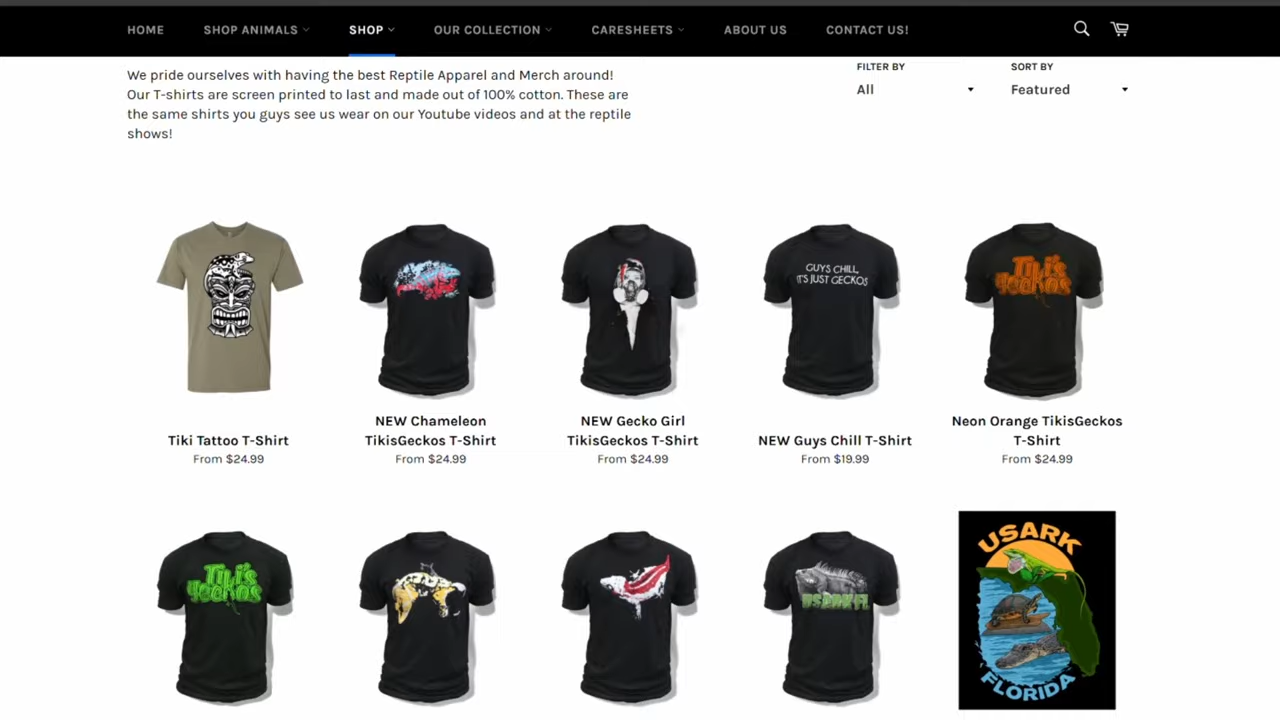 HOME SHOP ANIMALS SHOP OUR COLLECTION CARESHEETS ABOUT US CONTACT US!
We pride ourselves with having the best Reptile Apparel and Merch around!
Our T-shirts are screen printed to last and made out of 100% cotton. These are
the same shirts you guys see us wear on our Youtube videos and at the reptile
shows!
FILTER BY
All
SORT BY
Featured
GUYS CHILL,
IT'S JUST GECKOS
Tiki's
Geckos
Tiki Tattoo T-Shirt
From $24.99
NEW Chameleon
TikisGeckos T-Shirt
From $24.99
NEW Gecko Girl
TikisGeckos T-Shirt
From $24.99
NEW Guys Chill T-Shirt
From $19.99
Neon Orange TikisGeckos
T-Shirt
From $24.99
Tiki's
Geckos
USARK FL
USARK
FLORIDA